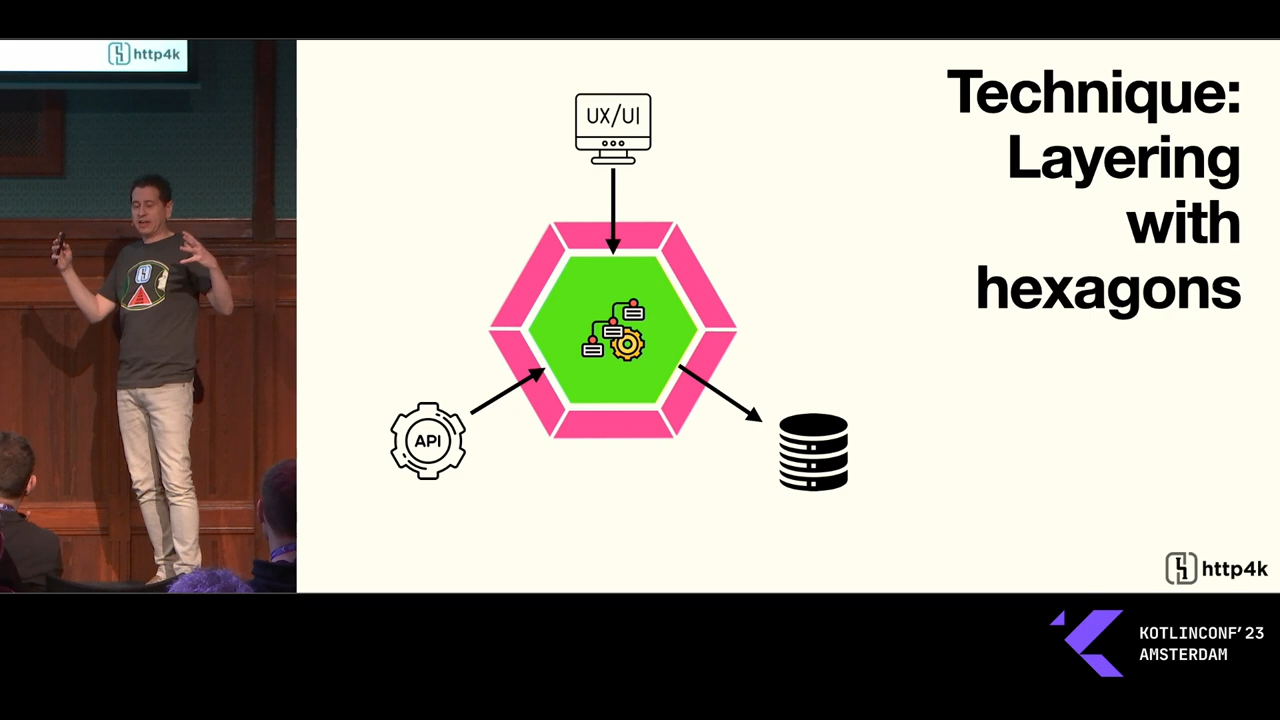 http4k
UX/UI
API
Technique:
Layering
with
hexagons
http4k
KOTLINCONF'23
AMSTERDAM